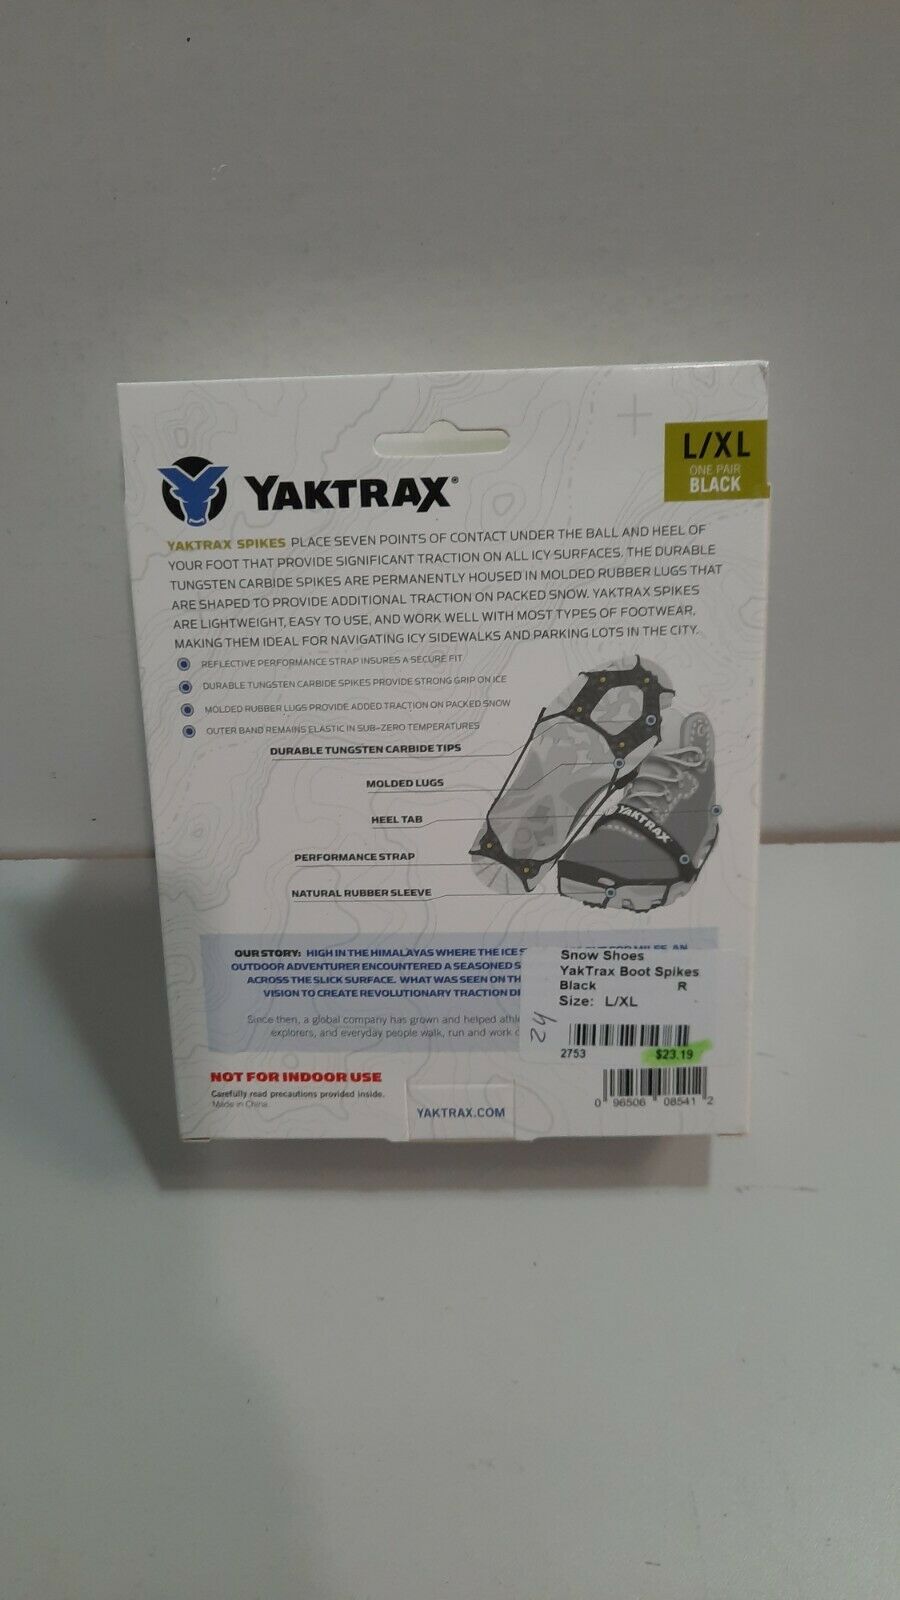 L/XL
ONE PAIR
BLACK
YAKTRAX®
YAKTRAX SPIKES PLACE SEVEN POINTS OF CONTACT UNDER THE BALL AND HEEL OF
YOUR FOOT THAT PROVIDE SIGNIFICANT TRACTION ON ALL ICY SURFACES. THE DURABLE
TUNGSTEN CARBIDE SPIKES ARE PERMANENTLY HOUSED IN MOLDED RUBBER LUGS THAT
ARE SHAPED TO PROVIDE ADDITIONAL TRACTION ON PACKED SNOW. YAKTRAX SPIKES
ARE LIGHTWEIGHT, EASY TO USE, AND WORK WELL WITH MOST TYPES OF FOOTWEAR,
MAKING THEM IDEAL FOR NAVIGATING ICY SIDEWALKS AND PARKING LOTS IN THE CITY.
REFLECTIVE PERFORMANCE STRAP INSURES A SECURE FIT
DURABLE TUNGSTEN CARBIDE SPIKES PROVIDE STRONG GRIP ON ICE
MOLDED RUBBER LUGS PROVIDE ADDED TRACTION ON PACKED SNOW
OUTER BAND REMAINS ELASTIC IN SUB-ZERO TEMPERATURES
DURABLE TUNGSTEN CARBIDE TIPS
MOLDED LUGS
HEEL TAB
PERFORMANCE STRAP
NATURAL RUBBER SLEEVE
YAKTRAX
OUR STORY: HIGH IN THE HIMALAYAS WHERE THE ICE
OUTDOOR ADVENTURER ENCOUNTERED A SEASONED
ACROSS THE SLICK SURFACE. WHAT WAS SEEN ON
VISION TO CREATE REVOLUTIONARY TRACTION
Since then, a global company has grown and helped
explorers, and everyday people walk, run and work
Snow Shoes
YakTrax Boot Spikes
Black R
Size: L/XL
24
2753 $23.19
NOT FOR INDOOR USE
Carefully read precautions provided inside.
Made in China
0 96506 08541 2
YAKTRAX.COM